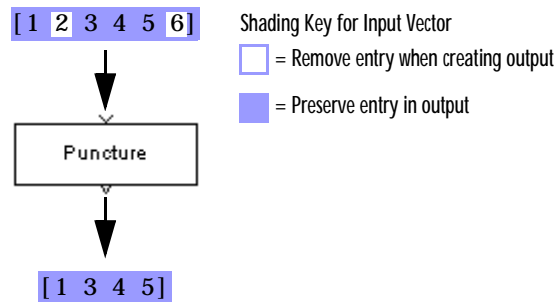 [1 2 3 4 5 6]
Shading Key for Input Vector
= Remove entry when creating output
= Preserve entry in output
Puncture
[1 3 4 5]